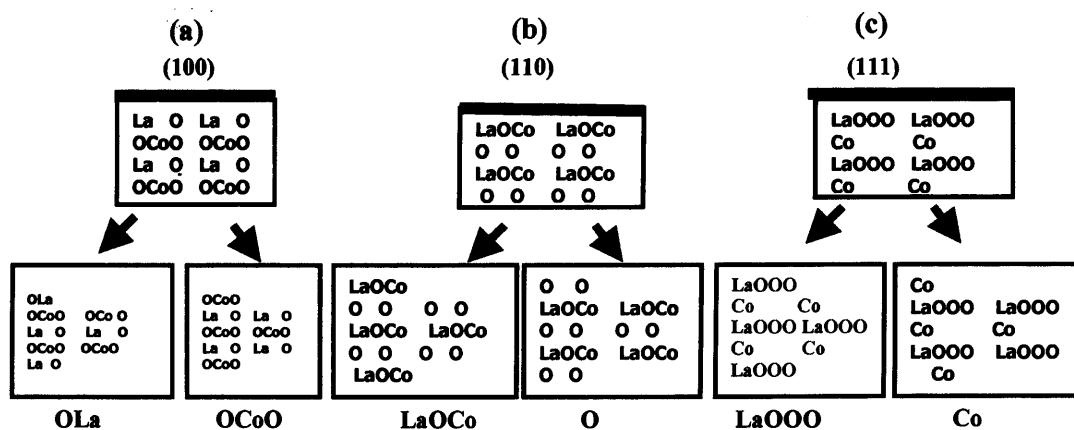 (a)
(100)
La O La O
OCoO OCoO
La O La O
OCoO OCoO
OLa
OCoO OCo O
La O La O
OCoO OCoO
La O
OLa
OCoO
La O La O
OCoO OCoO
La O La O
OCoO
OCoO
(b)
(110)
LaOCo LaOCo
O O O O
LaOCo LaOCo
O O O O
LaOCo
O O O O
LaOCo LaOCo
O O O O
LaOCo
LaOCo
O O
LaOCo LaOCo
O O O O
LaOCo LaOCo
O O
O
(c)
(111)
LaOOO LaOOO
Co Co
LaOOO LaOOO
Co Co
LaOOO
Co Co
LaOOO LaOOO
Co Co
LaOOO
LaOOO
Co
LaOOO LaOOO
Co Co
LaOOO LaOOO
Co
Co